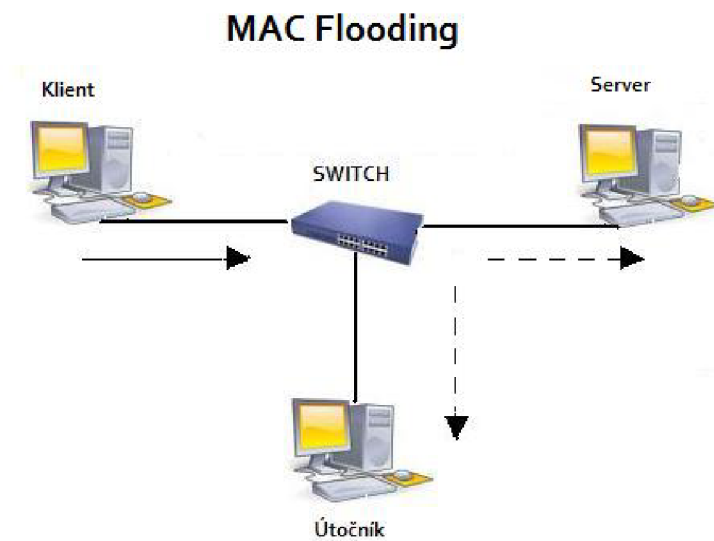 MAC Flooding
Klient
Server
SWITCH
Útočník